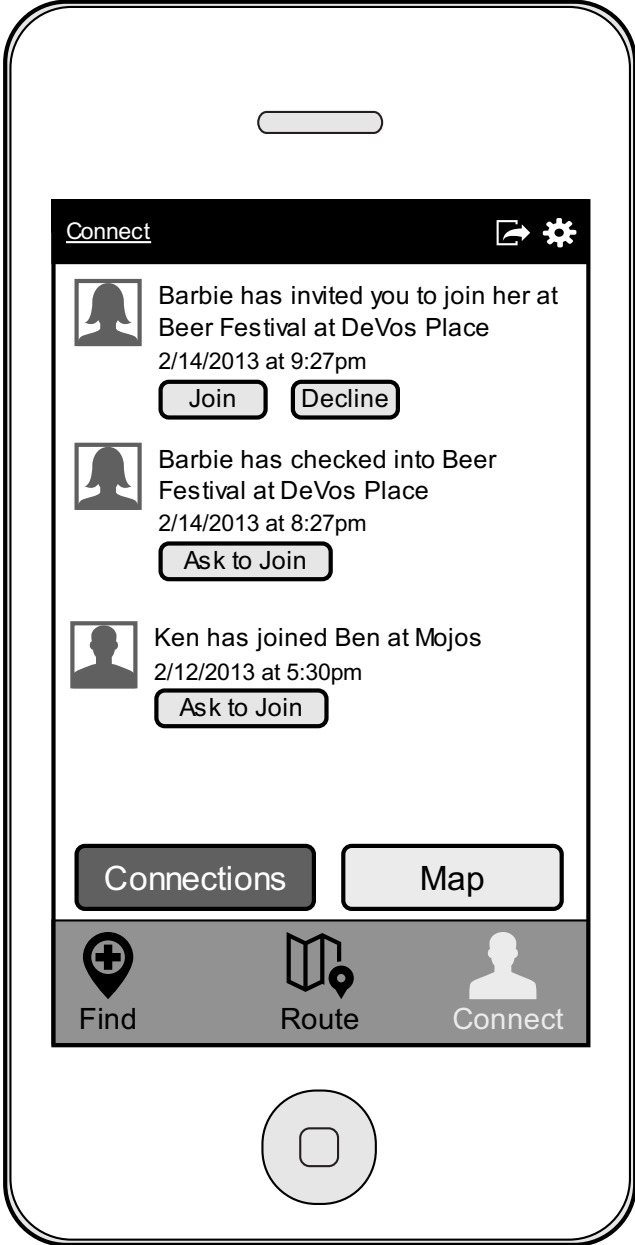 Connect
Barbie has invited you to join her at
Beer Festival at DeVos Place
2/14/2013 at 9:27pm
Join Decline
Barbie has checked into Beer
Festival at DeVos Place
2/14/2013 at 8:27pm
Ask to Join
Ken has joined Ben at Mojos
2/12/2013 at 5:30pm
Ask to Join
Connections Map
Find Route Connect